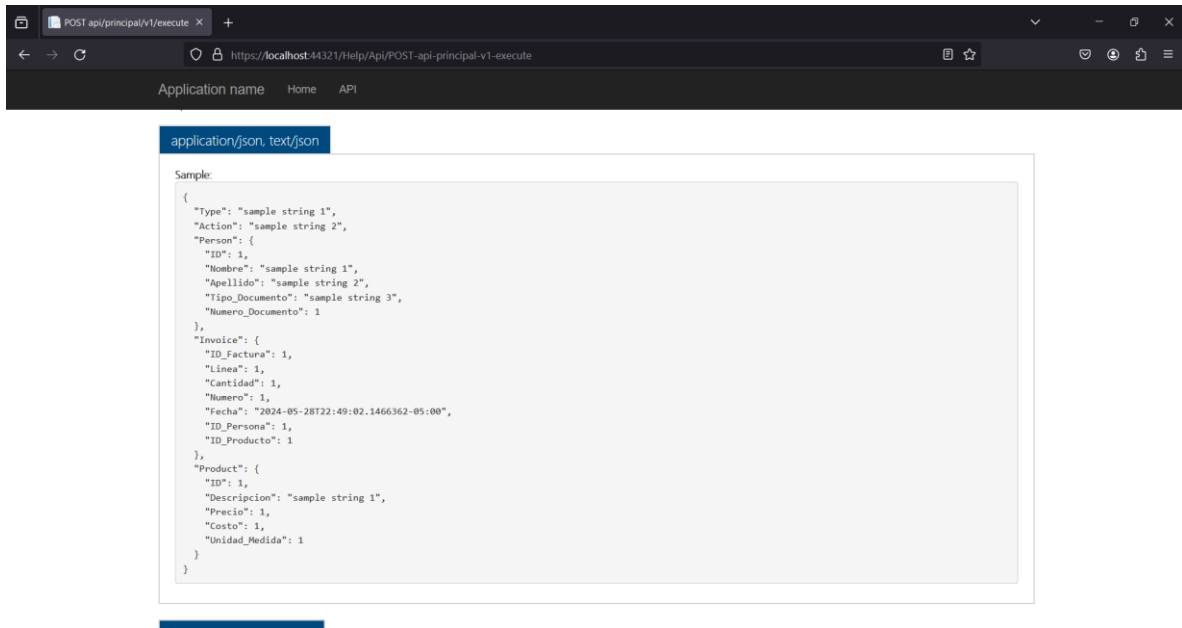 POST api/principal/v1/execute
https://localhost:44321/Help/Api/POST-api-principal-v1-execute
Application name Home API
application/json, text/json
Sample:
{
"Type": "sample string 1",
"Action": "sample string 2",
"Person": {
"ID": 1,
"Nombre": "sample string 1",
"Apellido": "sample string 2",
"Tipo_Documento": "sample string 3",
"Numero_Documento": 1
},
"Invoice": {
"ID_Factura": 1,
"Linea": 1,
"Cantidad": 1,
"Numero": 1,
"Fecha": "2024-05-28T22:49:02.1466362-05:00",
"ID_Persona": 1,
"ID_Producto": 1
},
"Product": {
"ID": 1,
"Descripcion": "sample string 1",
"Precio": 1,
"Costo": 1,
"Unidad_Medida": 1
}
}